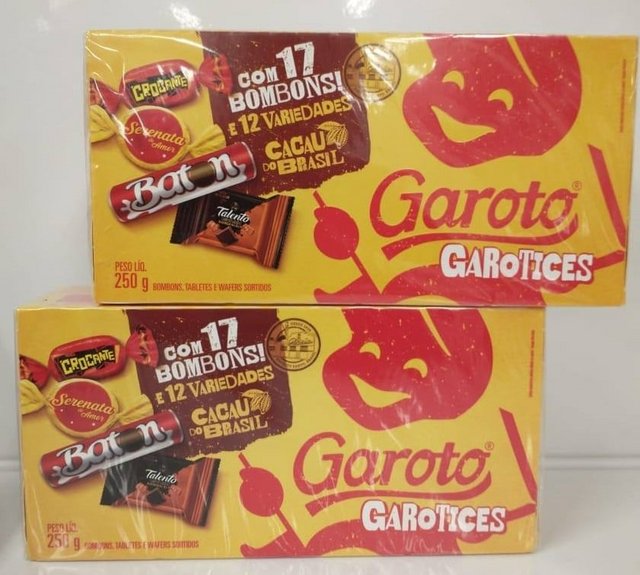 COM 17
BOMBONS!
E 12 VARIEDADES
CACAU
DO BRASIL
CROCANTE
Serenata
de Amor
Baton
Talento
Garoto®
GAROTICES
PESO LÍQ.
250 g
BOMBONS, TABLETES E WAFERS SORTIDOS
COM 17
BOMBONS!
E 12 VARIEDADES
CACAU
DO BRASIL
CROCANTE
Serenata
de Amor
Baton
Talento
Garoto®
GAROTICES
PESO LÍQ.
250 g
BOMBONS, TABLETES E WAFERS SORTIDOS